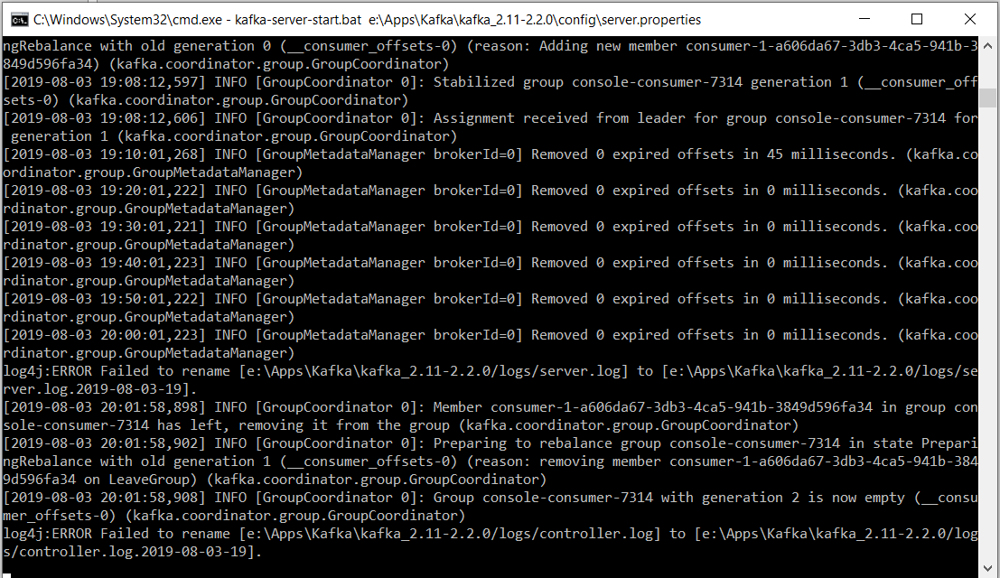 C:\Windows\System32\cmd.exe - kafka-server-start.bat  e:\Apps\Kafka\kafka_2.11-2.2.0\config\server.properties
ngRebalance with old generation 0 (__consumer_offsets-0) (reason: Adding new member consumer-1-a606da67-3db3-4ca5-941b-3
849d596fa34) (kafka.coordinator.group.GroupCoordinator)
[2019-08-03 19:08:12,597] INFO [GroupCoordinator 0]: Stabilized group console-consumer-7314 generation 1 (__consumer_off
sets-0) (kafka.coordinator.group.GroupCoordinator)
[2019-08-03 19:08:12,606] INFO [GroupCoordinator 0]: Assignment received from leader for group console-consumer-7314 for
 generation 1 (kafka.coordinator.group.GroupCoordinator)
[2019-08-03 19:10:01,268] INFO [GroupMetadataManager brokerId=0] Removed 0 expired offsets in 45 milliseconds. (kafka.co
ordinator.group.GroupMetadataManager)
[2019-08-03 19:20:01,222] INFO [GroupMetadataManager brokerId=0] Removed 0 expired offsets in 0 milliseconds. (kafka.coo
rdinator.group.GroupMetadataManager)
[2019-08-03 19:30:01,221] INFO [GroupMetadataManager brokerId=0] Removed 0 expired offsets in 0 milliseconds. (kafka.coo
rdinator.group.GroupMetadataManager)
[2019-08-03 19:40:01,223] INFO [GroupMetadataManager brokerId=0] Removed 0 expired offsets in 0 milliseconds. (kafka.coo
rdinator.group.GroupMetadataManager)
[2019-08-03 19:50:01,222] INFO [GroupMetadataManager brokerId=0] Removed 0 expired offsets in 0 milliseconds. (kafka.coo
rdinator.group.GroupMetadataManager)
[2019-08-03 20:00:01,223] INFO [GroupMetadataManager brokerId=0] Removed 0 expired offsets in 0 milliseconds. (kafka.coo
rdinator.group.GroupMetadataManager)
log4j:ERROR Failed to rename [e:\Apps\Kafka\kafka_2.11-2.2.0/logs/server.log] to [e:\Apps\Kafka\kafka_2.11-2.2.0/logs/se
rver.log.2019-08-03-19].
[2019-08-03 20:01:58,898] INFO [GroupCoordinator 0]: Member consumer-1-a606da67-3db3-4ca5-941b-3849d596fa34 in group con
sole-consumer-7314 has left, removing it from the group (kafka.coordinator.group.GroupCoordinator)
[2019-08-03 20:01:58,902] INFO [GroupCoordinator 0]: Preparing to rebalance group console-consumer-7314 in state Prepari
ngRebalance with old generation 1 (__consumer_offsets-0) (reason: removing member consumer-1-a606da67-3db3-4ca5-941b-384
9d596fa34 on LeaveGroup) (kafka.coordinator.group.GroupCoordinator)
[2019-08-03 20:01:58,908] INFO [GroupCoordinator 0]: Group console-consumer-7314 with generation 2 is now empty (__consu
mer_offsets-0) (kafka.coordinator.group.GroupCoordinator)
log4j:ERROR Failed to rename [e:\Apps\Kafka\kafka_2.11-2.2.0/logs/controller.log] to [e:\Apps\Kafka\kafka_2.11-2.2.0/log
s/controller.log.2019-08-03-19].